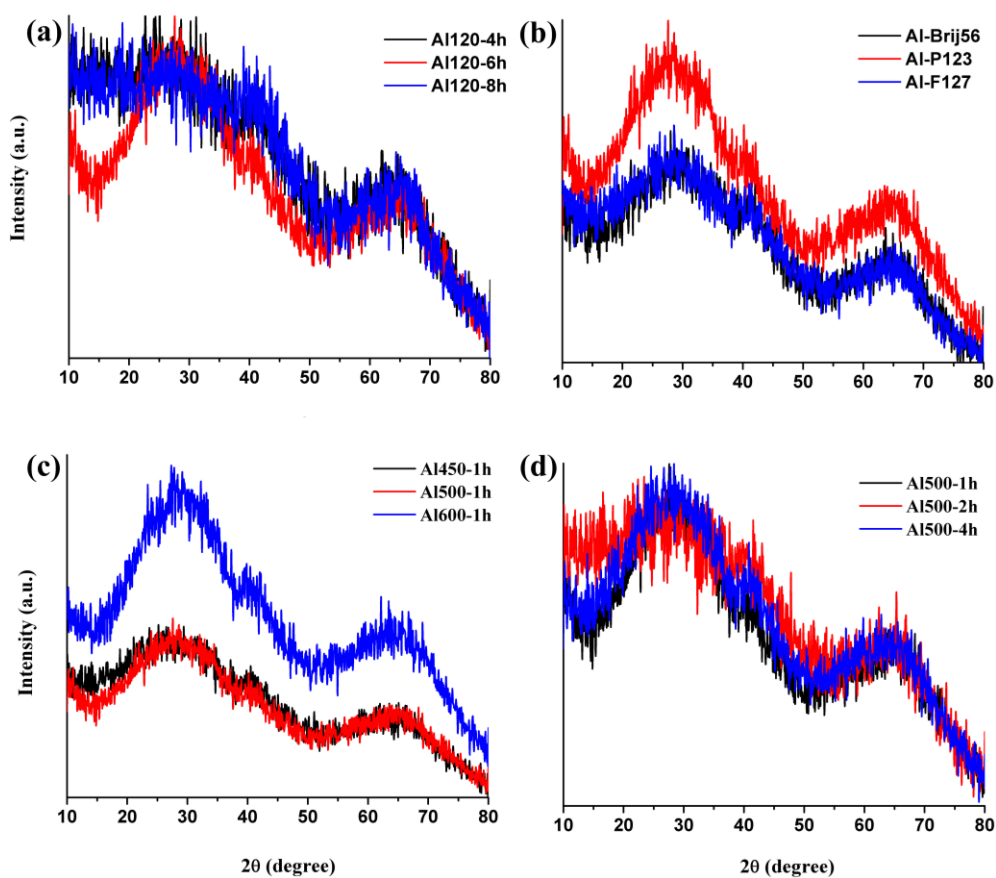 (a)
Al120-4h
Al120-6h
Al120-8h
Intensity (a.u.)
10 20 30 40 50 60 70 80
(b)
Al-Brij56
Al-P123
Al-F127
10 20 30 40 50 60 70 80
(c)
Al450-1h
Al500-1h
Al600-1h
Intensity (a.u.)
10 20 30 40 50 60 70 80
2θ (degree)
(d)
Al500-1h
Al500-2h
Al500-4h
10 20 30 40 50 60 70 80
2θ (degree)